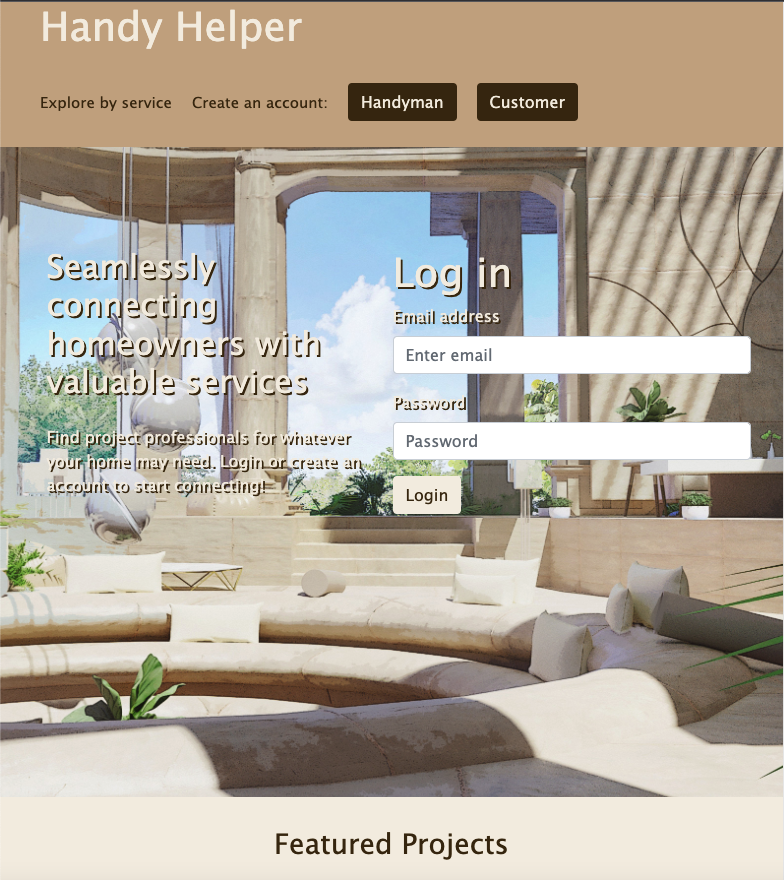 Handy Helper
Explore by service Create an account: Handyman Customer
Seamlessly
connecting
homeowners with
valuable services
Find project professionals for whatever
your home may need. Login or create an
account to start connecting!
Log in
Email address
Enter email
Password
Password
Login
Featured Projects